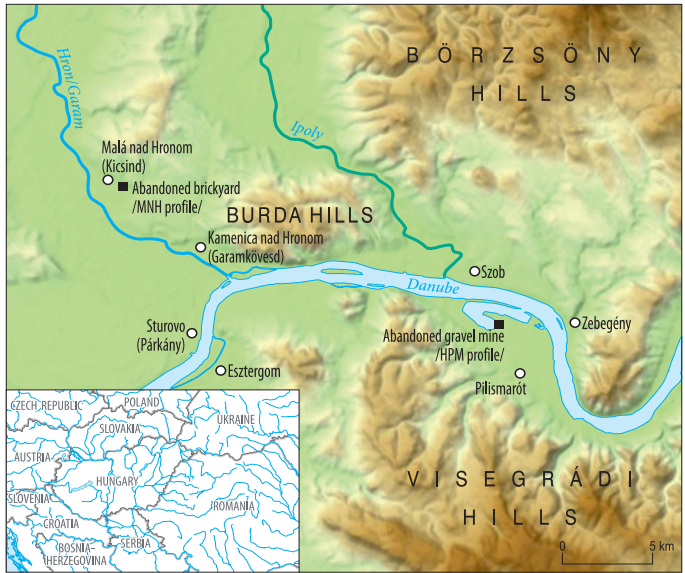 BÖRZSÖNY
HILLS
Hron/Garam
Ipoly
Malá nad Hronom
(Kicsind)
Abandoned brickyard
/MNH profile/
BURDA HILLS
Kamenica nad Hronom
(Garamkövesd)
Szob
Danube
Sturovo
(Párkány)
Abandoned gravel mine
/HPM profile/
Zebegény
Esztergom
Pilismarót
VISEGRÁDI
HILLS
0 5 km
CZECH REPUBLIC
POLAND
SLOVAKIA
UKRAINE
AUSTRIA
HUNGARY
SLOVENIA
ROMANIA
CROATIA
SERBIA
BOSNIA–
HERZEGOVINA